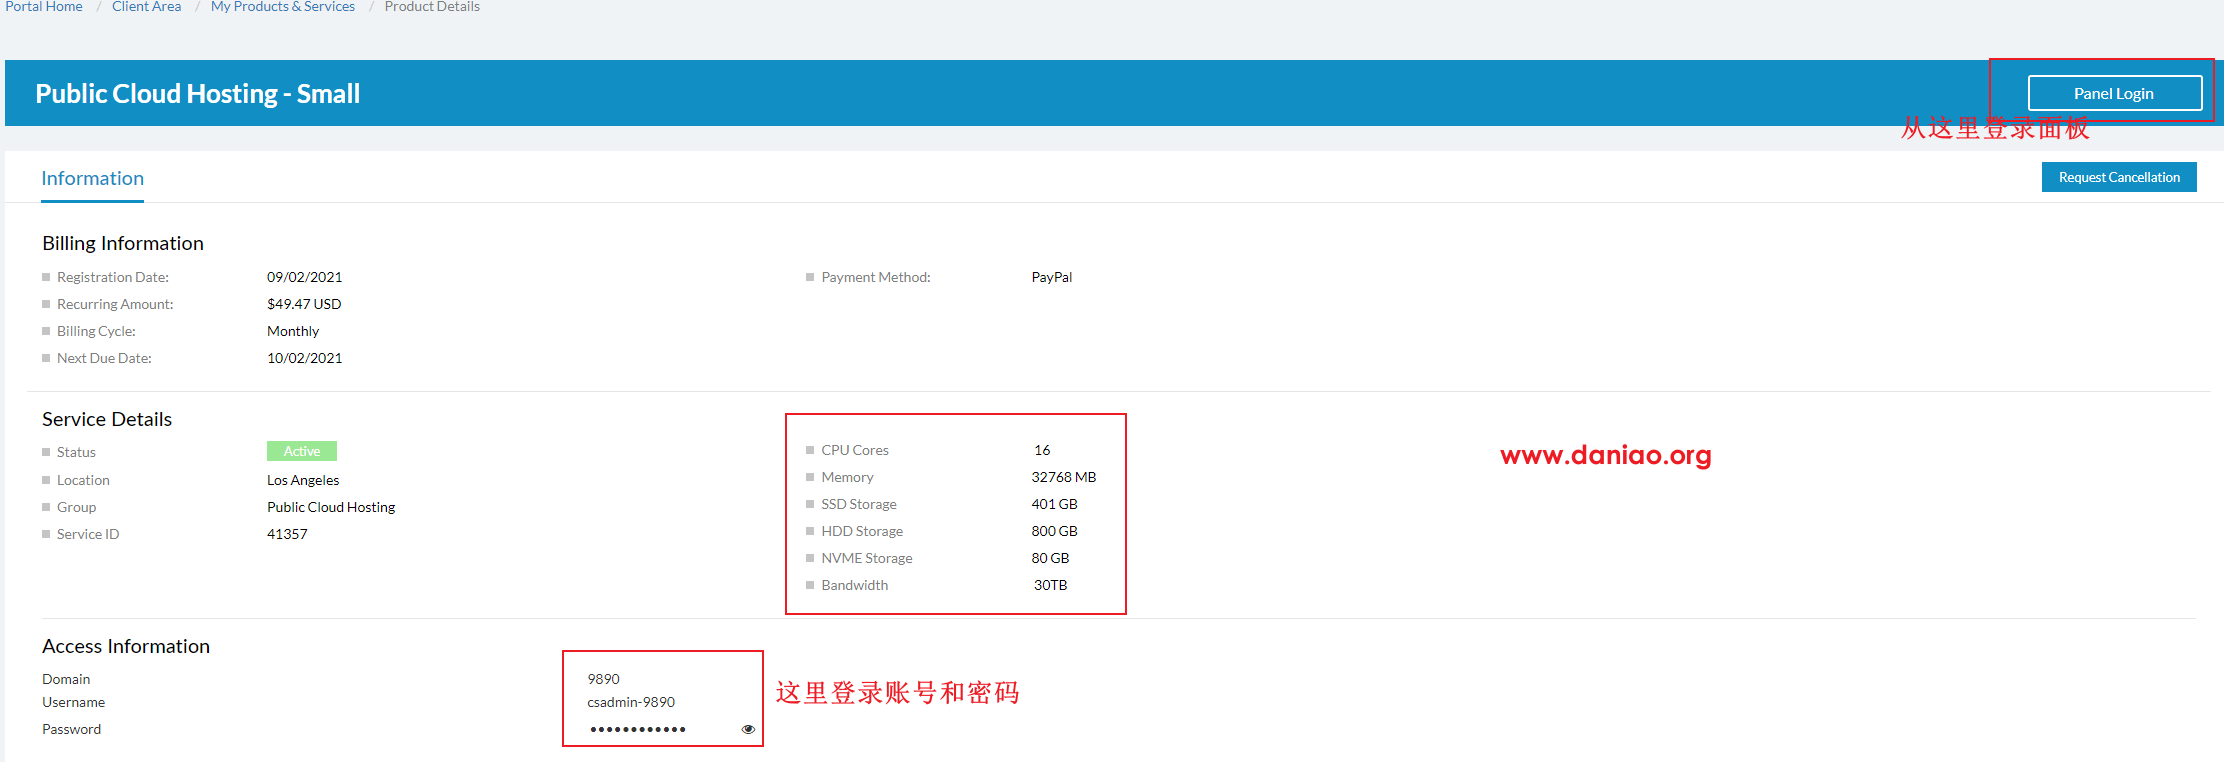 Portal Home / Client Area / My Products & Services / Product Details
Public Cloud Hosting - Small
Panel Login
从这里登录面板
Information
Request Cancellation
Billing Information
Registration Date: 09/02/2021 Payment Method: PayPal
Recurring Amount: $49.47 USD
Billing Cycle: Monthly
Next Due Date: 10/02/2021
Service Details
Status Active CPU Cores 16
www.daniao.org
Location Los Angeles Memory 32768 MB
Group Public Cloud Hosting SSD Storage 401 GB
Service ID 41357 HDD Storage 800 GB
NVME Storage 80 GB
Bandwidth 30TB
Access Information
Domain 9890
Username csadmin-9890
这里登录账号和密码
Password ••••••••••••